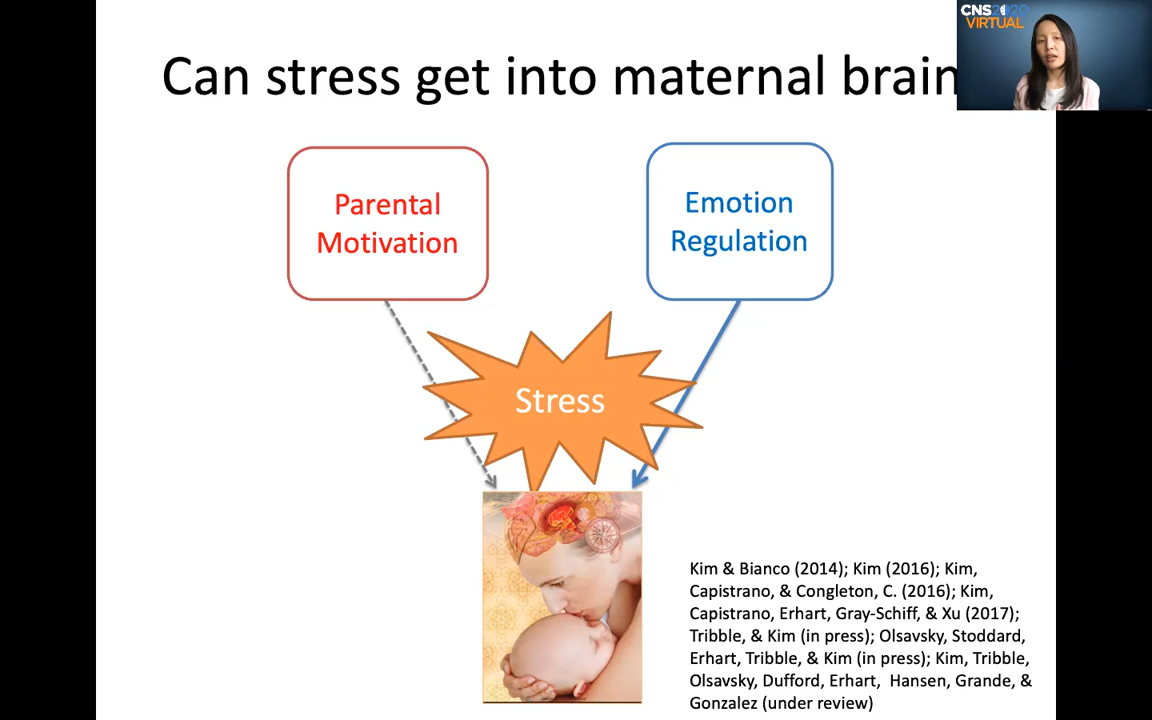 CNS2020
VIRTUAL
Can stress get into maternal brain
Parental
Motivation
Emotion
Regulation
Stress
Kim & Bianco (2014); Kim (2016); Kim,
Capistrano, & Congleton, C. (2016); Kim,
Capistrano, Erhart, Gray-Schiff, & Xu (2017);
Tribble, & Kim (in press); Olsavsky, Stoddard,
Erhart, Tribble, & Kim (in press); Kim, Tribble,
Olsavsky, Dufford, Erhart, Hansen, Grande, &
Gonzalez (under review)